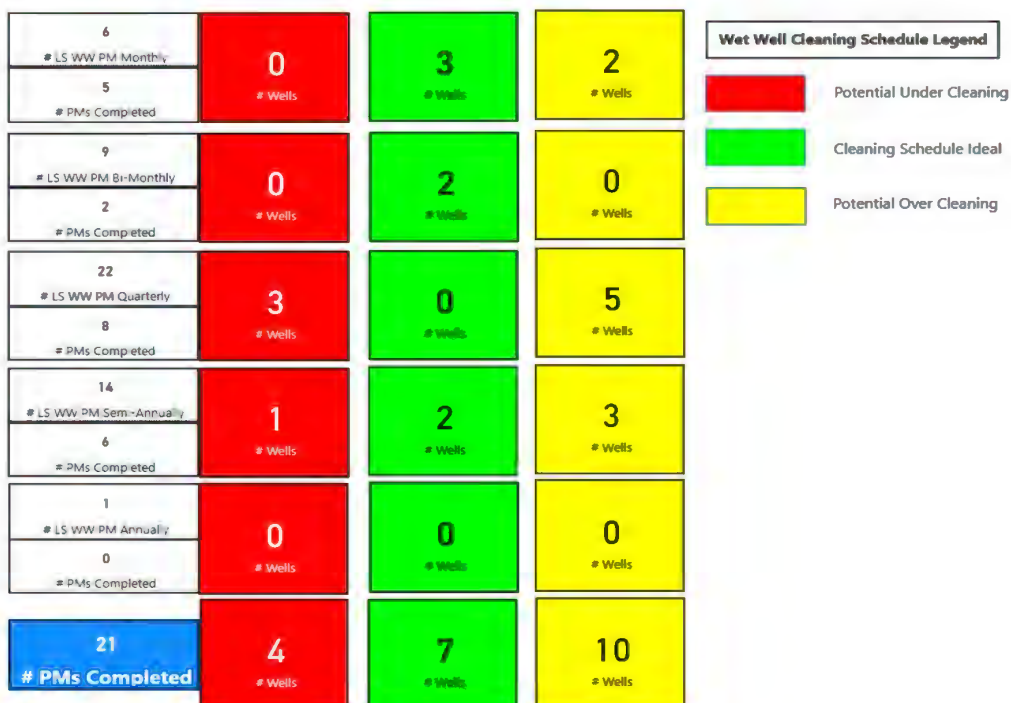 6
# LS WW PM Monthly
5
# PMs Completed
0
# Wells
3
# Wells
2
# Wells
9
# LS WW PM Bi-Monthly
2
# PMs Completed
0
# Wells
2
# Wells
0
# Wells
22
# LS WW PM Quarterly
8
# PMs Completed
3
# Wells
0
# Wells
5
# Wells
14
# LS WW PM Semi-Annually
6
# PMs Completed
1
# Wells
2
# Wells
3
# Wells
1
# LS WW PM Annually
0
# PMs Completed
0
# Wells
0
# Wells
0
# Wells
21
# PMs Completed
4
# Wells
7
# Wells
10
# Wells
Wet Well Cleaning Schedule Legend
Potential Under Cleaning
Cleaning Schedule Ideal
Potential Over Cleaning